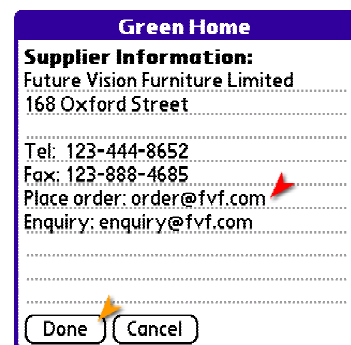 Green Home
Supplier Information:
Future Vision Furniture Limited
168 Oxford Street
Tel: 123-444-8652
Fax: 123-888-4685
Place order: order@fvf.com
Enquiry: enquiry@fvf.com
Done Cancel